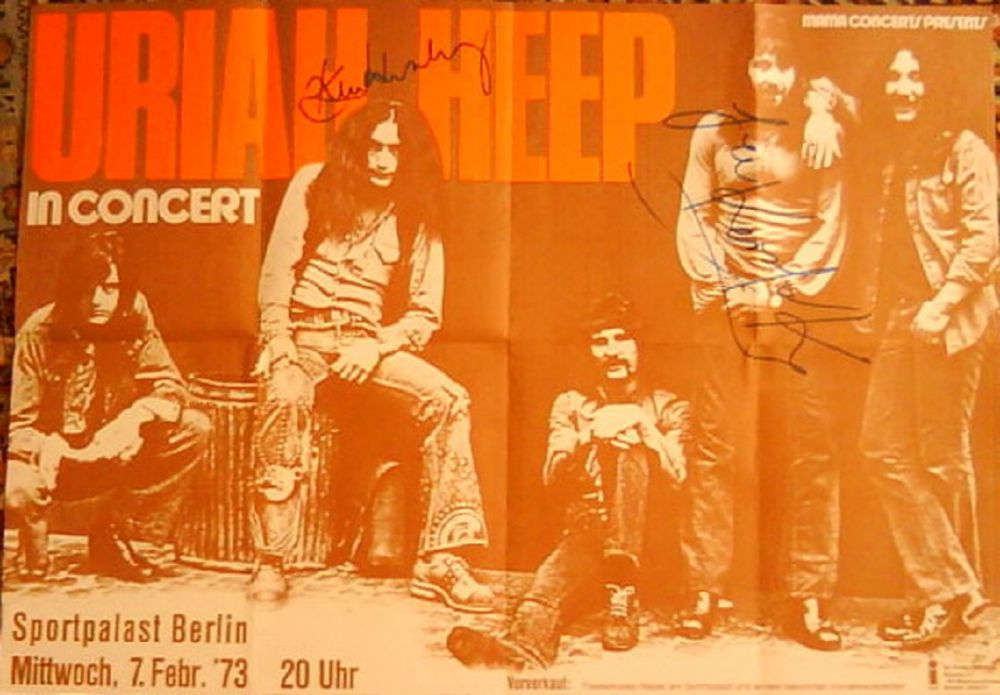 MAMA CONCERTS PRESENTS
URIAH HEEP
IN CONCERT
Sportpalast Berlin
Mittwoch, 7. Febr. '73 20 Uhr
Vorverkauf: